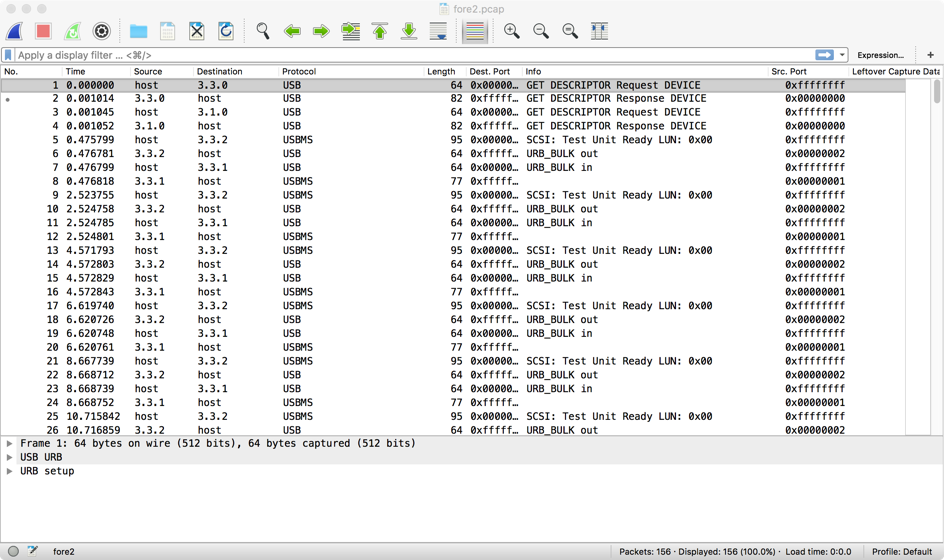 fore2.pcap
Apply a display filter ... <⌘/>
Expression...
+
No. Time Source Destination Protocol Length Dest. Port Info Src. Port Leftover Capture Data
1 0.000000 host 3.3.0 USB 64 0x00000… GET DESCRIPTOR Request DEVICE 0xffffffff
2 0.001014 3.3.0 host USB 82 0xfffff… GET DESCRIPTOR Response DEVICE 0x00000000
3 0.001045 host 3.1.0 USB 64 0x00000… GET DESCRIPTOR Request DEVICE 0xffffffff
4 0.001052 3.1.0 host USB 82 0xfffff… GET DESCRIPTOR Response DEVICE 0x00000000
5 0.475799 host 3.3.2 USBMS 95 0x00000… SCSI: Test Unit Ready LUN: 0x00 0xffffffff
6 0.476781 3.3.2 host USB 64 0xfffff… URB_BULK out 0x00000002
7 0.476799 host 3.3.1 USB 64 0x00000… URB_BULK in 0xffffffff
8 0.476818 3.3.1 host USBMS 77 0xfffff… 0x00000001
9 2.523755 host 3.3.2 USBMS 95 0x00000… SCSI: Test Unit Ready LUN: 0x00 0xffffffff
10 2.524758 3.3.2 host USB 64 0xfffff… URB_BULK out 0x00000002
11 2.524785 host 3.3.1 USB 64 0x00000… URB_BULK in 0xffffffff
12 2.524801 3.3.1 host USBMS 77 0xfffff… 0x00000001
13 4.571793 host 3.3.2 USBMS 95 0x00000… SCSI: Test Unit Ready LUN: 0x00 0xffffffff
14 4.572803 3.3.2 host USB 64 0xfffff… URB_BULK out 0x00000002
15 4.572829 host 3.3.1 USB 64 0x00000… URB_BULK in 0xffffffff
16 4.572843 3.3.1 host USBMS 77 0xfffff… 0x00000001
17 6.619740 host 3.3.2 USBMS 95 0x00000… SCSI: Test Unit Ready LUN: 0x00 0xffffffff
18 6.620726 3.3.2 host USB 64 0xfffff… URB_BULK out 0x00000002
19 6.620748 host 3.3.1 USB 64 0x00000… URB_BULK in 0xffffffff
20 6.620761 3.3.1 host USBMS 77 0xfffff… 0x00000001
21 8.667739 host 3.3.2 USBMS 95 0x00000… SCSI: Test Unit Ready LUN: 0x00 0xffffffff
22 8.668712 3.3.2 host USB 64 0xfffff… URB_BULK out 0x00000002
23 8.668739 host 3.3.1 USB 64 0x00000… URB_BULK in 0xffffffff
24 8.668752 3.3.1 host USBMS 77 0xfffff… 0x00000001
25 10.715842 host 3.3.2 USBMS 95 0x00000… SCSI: Test Unit Ready LUN: 0x00 0xffffffff
26 10.716859 3.3.2 host USB 64 0xfffff… URB_BULK out 0x00000002
Frame 1: 64 bytes on wire (512 bits), 64 bytes captured (512 bits)
USB URB
URB setup
fore2
Packets: 156 · Displayed: 156 (100.0%) · Load time: 0:0.0
Profile: Default